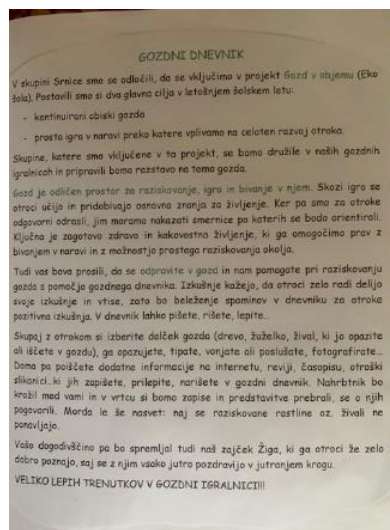 GOZDNI DNEVNIK
V skupini Srnice smo se odločili, da se vključimo v projekt Gozd v objemu (Eko
šola). Postavili smo si dva glavna cilja v letošnjem šolskem letu:
- kontinuirani obiski gozda
- prosta igra v naravi preko katere vplivamo na celoten razvoj otroka.
Skupine, katere smo vključene v ta projekt, se bomo družile v naših gozdnih
igralnicah in pripravili bomo razstavo na temo gozda.
Gozd je odličen prostor za raziskovanje, igro in bivanje v njem. Skozi igro se
otroci učijo in pridobivajo osnovna znanja za življenje. Ker pa smo za otroke
odgovorni odrasli, jim moramo nakazati smernice po katerih se bodo orientirali.
Ključna je zagotovo zdravo in kakovostno življenje, ki ga omogočimo prav z
bivanjem v naravi in z možnostjo prostega raziskovanja okolja.
Tudi vas bova prosili, da se odpravite v gozd in nam pomagate pri raziskovanju
gozda s pomočjo gozdnega dnevnika. Izkušnje kažejo, da otroci zelo radi delijo
svoje izkušnje in vtise, zato bo beleženje spominov v dnevniku za otroke
pozitivna izkušnja. V dnevnik lahko pišete, rišete, lepite...
Skupaj z otrokom si izberite delček gozda (drevo, žuželko, žival, ki jo opazite
ali iščete v gozdu), ga opazujete, tipate, vonjate ali poslušate, fotografirate...
Doma pa poiščete dodatne informacije na internetu, reviji, časopisu, otroški
slikanici..ki jih zapišete, prilepite, narišete v gozdni dnevnik. Nahrbtnik bo
krožil med vami in v vrtcu si bomo zapise in predstavitve prebrali, se o njih
pogovorili. Morda le še nasvet: naj se raziskovane rastline oz. živali ne
ponavljajo.
Vašo dogodivščino pa bo spremljal tudi naš zajček Žiga, ki ga otroci že zelo
dobro poznajo, saj se z njim vsako jutro pozdravijo v jutranjem krogu.
VELIKO LEPIH TRENUTKOV V GOZDNI IGRALNICI!!!